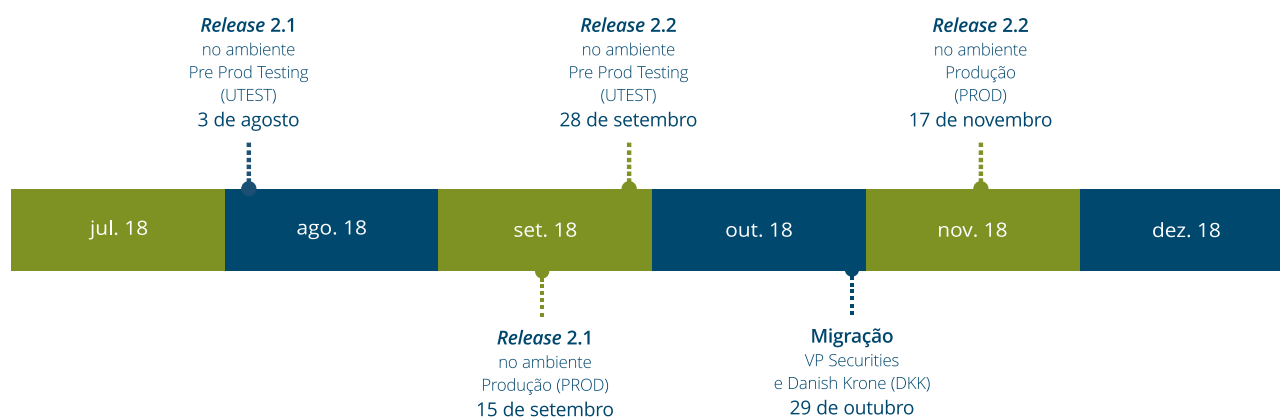 Release 2.1
no ambiente
Pre Prod Testing
(UTEST)
3 de agosto
Release 2.2
no ambiente
Pre Prod Testing
(UTEST)
28 de setembro
Release 2.2
no ambiente
Produção
(PROD)
17 de novembro
jul. 18
ago. 18
set. 18
out. 18
nov. 18
dez. 18
Release 2.1
no ambiente
Produção (PROD)
15 de setembro
Migração
VP Securities
e Danish Krone (DKK)
29 de outubro